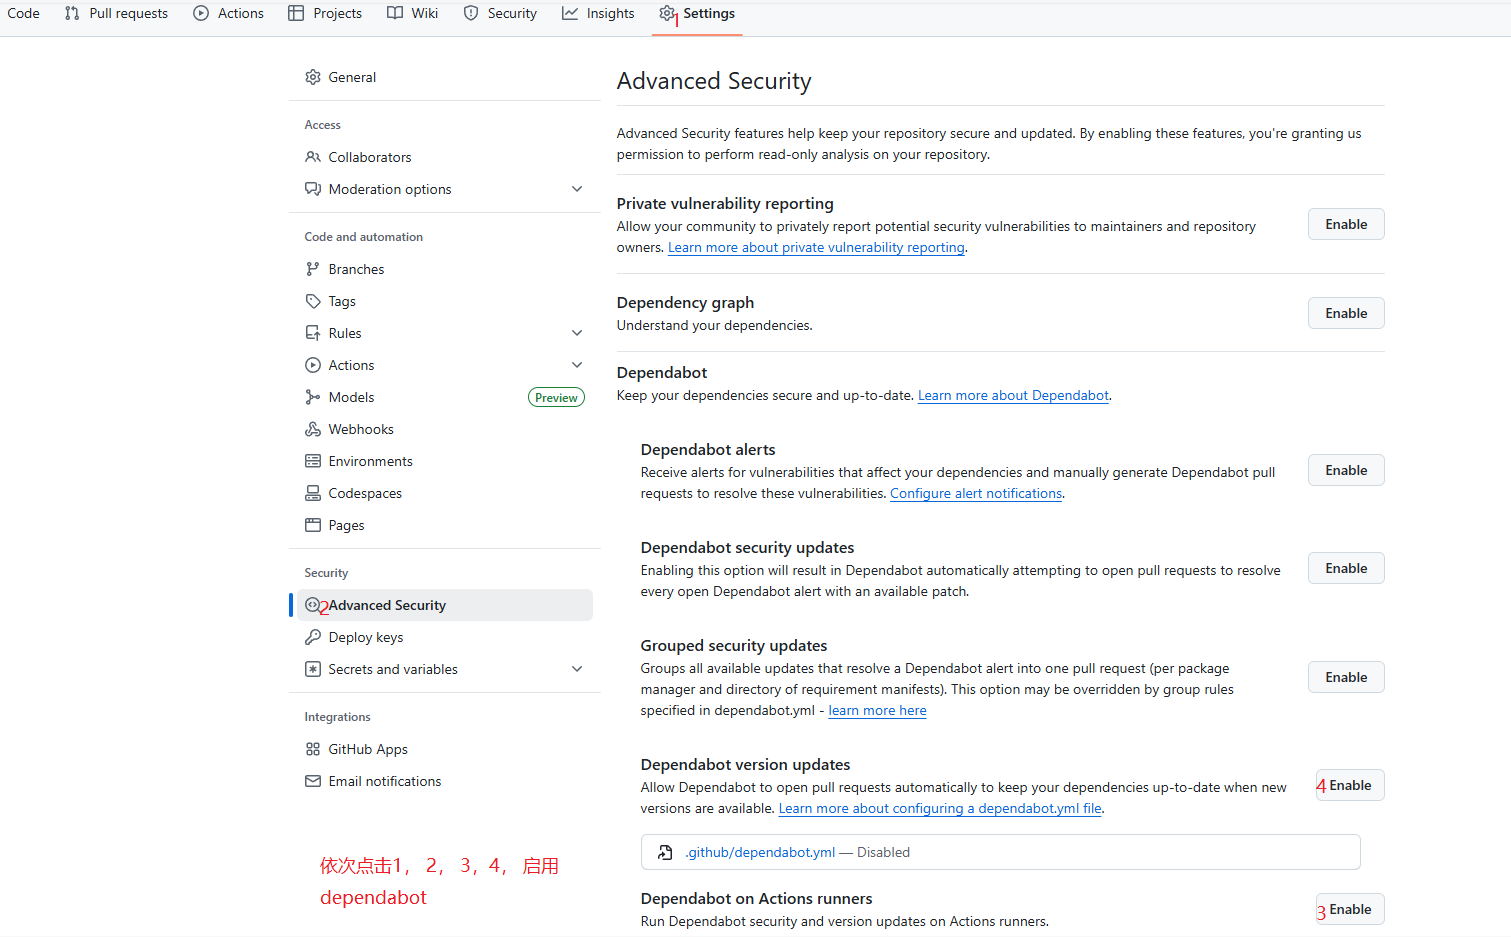 Code Pull requests Actions Projects Wiki Security Insights 1 Settings
General
Access
Collaborators
Moderation options
Code and automation
Branches
Tags
Rules
Actions
Models Preview
Webhooks
Environments
Codespaces
Pages
Security
2 Advanced Security
Deploy keys
Secrets and variables
Integrations
GitHub Apps
Email notifications
依次点击1， 2， 3，4， 启用
dependabot
Advanced Security
Advanced Security features help keep your repository secure and updated. By enabling these features, you're granting us
permission to perform read-only analysis on your repository.
Private vulnerability reporting
Allow your community to privately report potential security vulnerabilities to maintainers and repository
owners. Learn more about private vulnerability reporting.
Enable
Dependency graph
Understand your dependencies.
Enable
Dependabot
Keep your dependencies secure and up-to-date. Learn more about Dependabot.
Dependabot alerts
Receive alerts for vulnerabilities that affect your dependencies and manually generate Dependabot pull
requests to resolve these vulnerabilities. Configure alert notifications.
Enable
Dependabot security updates
Enabling this option will result in Dependabot automatically attempting to open pull requests to resolve
every open Dependabot alert with an available patch.
Enable
Grouped security updates
Groups all available updates that resolve a Dependabot alert into one pull request (per package
manager and directory of requirement manifests). This option may be overridden by group rules
specified in dependabot.yml - learn more here
Enable
Dependabot version updates
Allow Dependabot to open pull requests automatically to keep your dependencies up-to-date when new
versions are available. Learn more about configuring a dependabot.yml file.
4 Enable
.github/dependabot.yml — Disabled
Dependabot on Actions runners
Run Dependabot security and version updates on Actions runners.
3 Enable